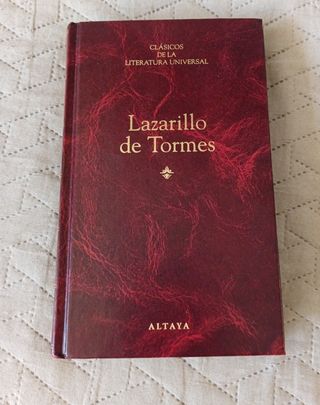 CLÁSICOS
DE LA
LITERATURA UNIVERSAL
Lazarillo
de Tormes
ALTAYA